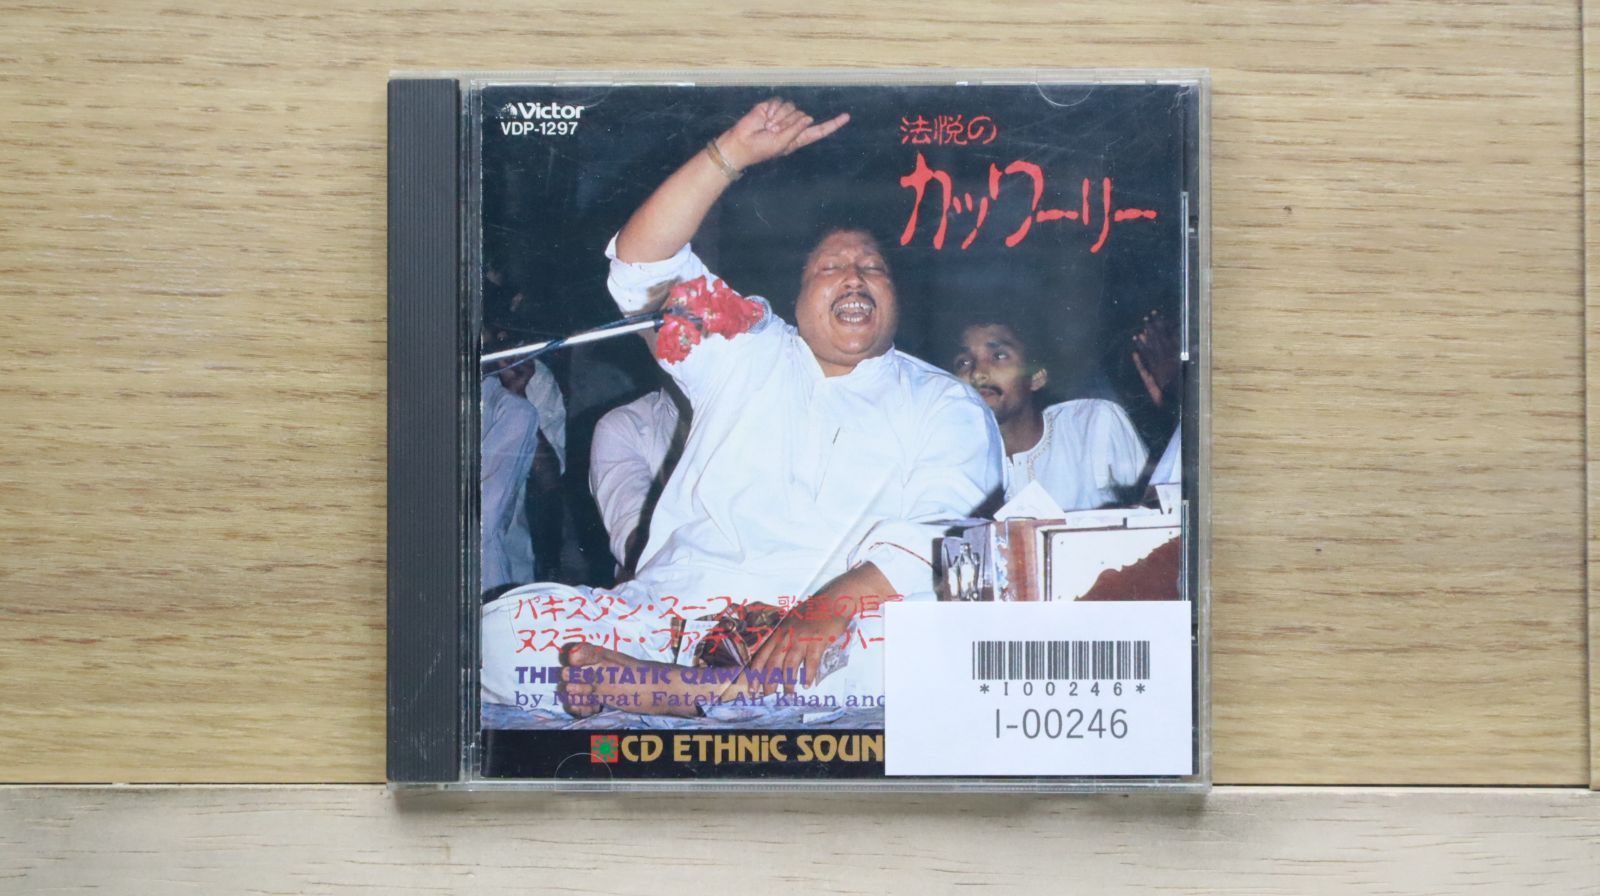 Victor
VDP-1297
法悦の
カッワーリー
パキスタン・スーフィー歌謡の巨
ヌスラット・ファテ・アリー・ハー
THE ECSTATIC QAWWALI
by Nusrat Fateh Ali Khan and
CD ETHNIC SOUN
*I00246*
I-00246